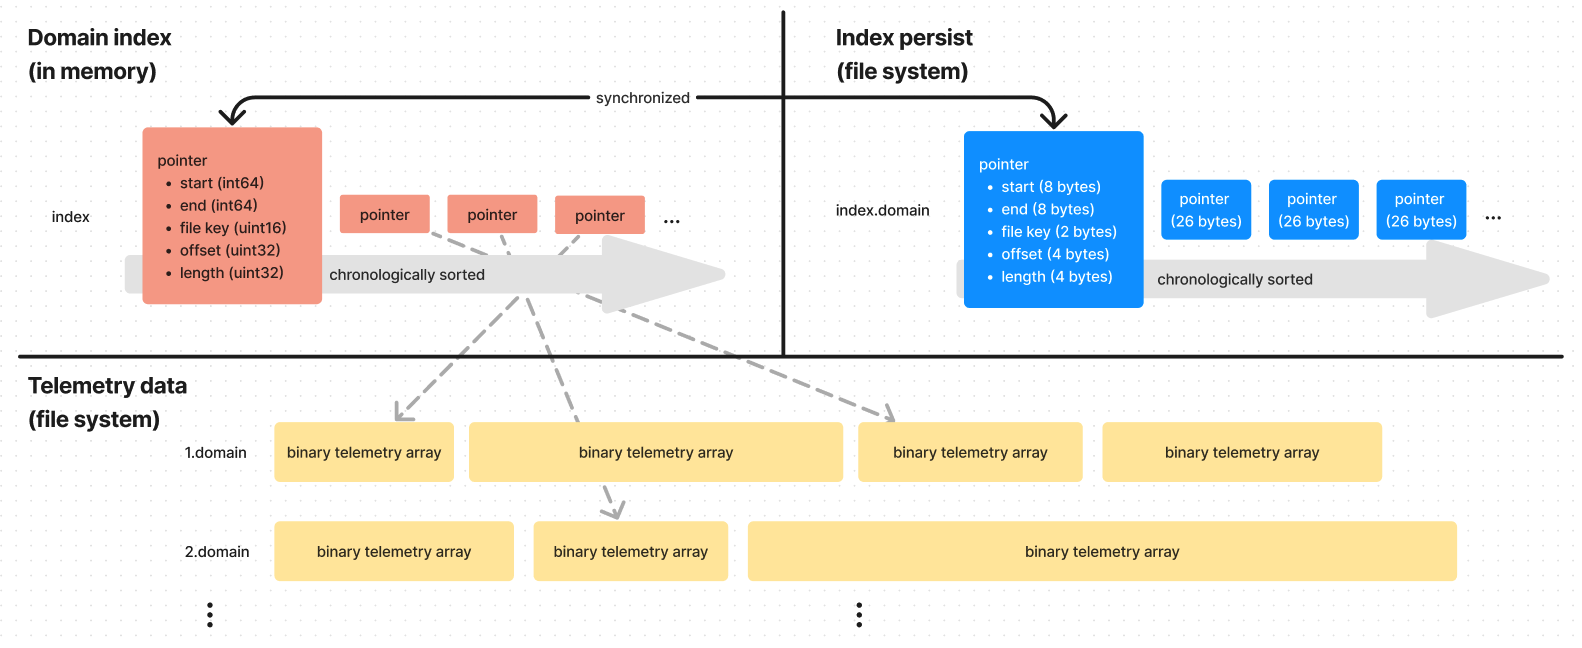 Domain index
(in memory)
Index persist
(file system)
synchronized
index
pointer
• start (int64)
• end (int64)
• file key (uint16)
• offset (uint32)
• length (uint32)
pointer
pointer
pointer
...
chronologically sorted
index.domain
pointer
• start (8 bytes)
• end (8 bytes)
• file key (2 bytes)
• offset (4 bytes)
• length (4 bytes)
pointer
(26 bytes)
pointer
(26 bytes)
pointer
(26 bytes)
...
chronologically sorted
Telemetry data
(file system)
1.domain
binary telemetry array
binary telemetry array
binary telemetry array
binary telemetry array
2.domain
binary telemetry array
binary telemetry array
binary telemetry array